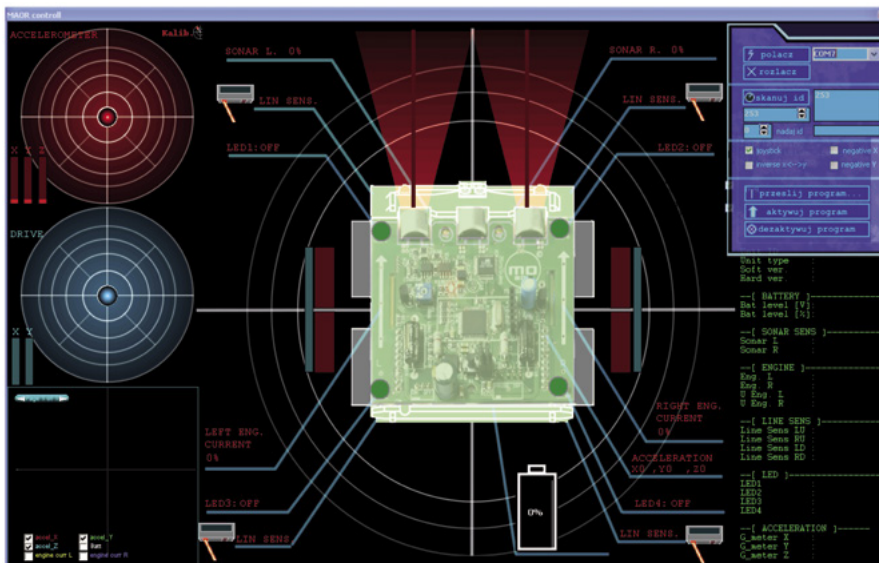 MAOR controll
ACCELEROMETER
Kalib.
X Y Z
DRIVE
X Y
SONAR L. 0%
LIN SENS.
LED1:OFF
SONAR R. 0%
LIN SENS.
LED2:OFF
mo
LEFT ENG.
CURRENT
0%
LED3:OFF
LIN SENS.
RIGHT ENG.
CURRENT
0%
ACCELERATION
X0 ,Y0 ,Z0
LED4:OFF
LIN SENS.
0%
accel_X
accel_Y
accel_Z
Batt
engine curr L
engine curr R
polacz
COM7
rozlacz
skanuj id
253
253
0
nadaj id
joystick
negative X
inverse x<->y
negative Y
przeslij program...
aktywuj program
dezaktywuj program
Unit type :
Soft ver. :
Hard ver. :
--[ BATTERY ]--
Bat level [V]:
Bat level [%]:
--[ SONAR SENS ]--
Sonar L :
Sonar R :
--[ ENGINE ]--
Eng. L :
Eng. R :
U Eng. L :
U Eng. R :
--[ LINE SENS ]--
Line Sens LU :
Line Sens RU :
Line Sens LD :
Line Sens RD :
--[ LED ]--
LED1 :
LED2 :
LED3 :
LED4 :
--[ ACCELERATION ]--
G_meter X :
G_meter Y :
G_meter Z :